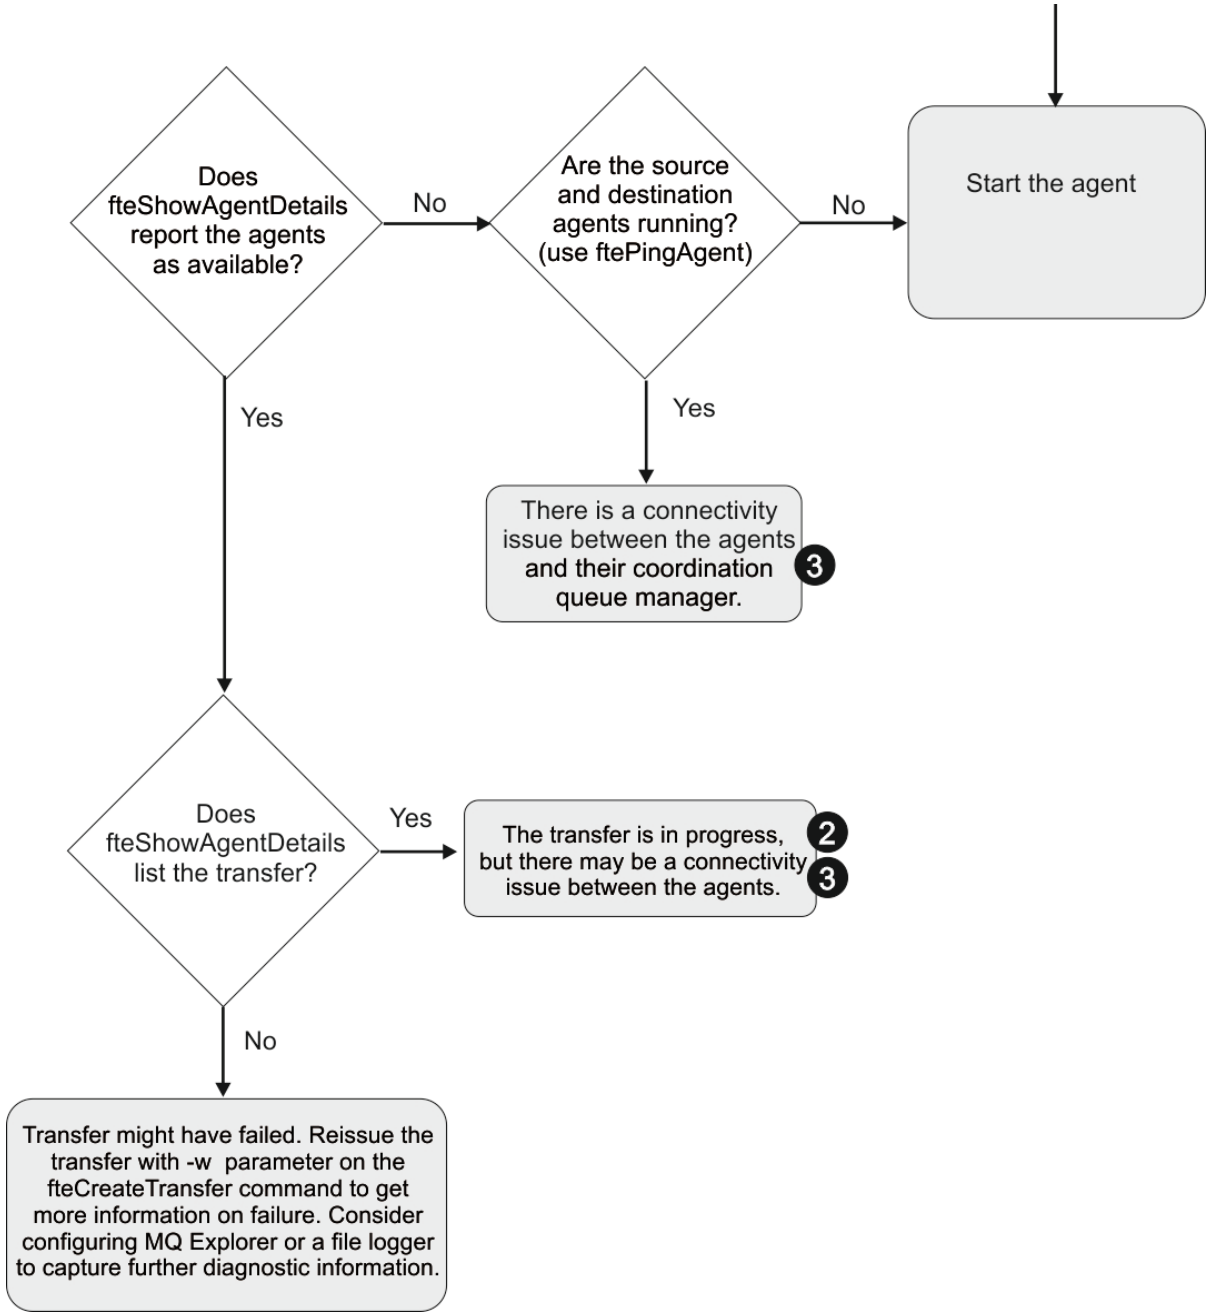 Does
fteShowAgentDetails
report the agents
as available?
No
Are the source
and destination
agents running?
(use ftePingAgent)
No
Start the agent
Yes
Yes
There is a connectivity
issue between the agents
and their coordination
queue manager.
3
Does
fteShowAgentDetails
list the transfer?
Yes
The transfer is in progress,
but there may be a connectivity
issue between the agents.
2
3
No
Transfer might have failed. Reissue the
transfer with -w parameter on the
fteCreateTransfer command to get
more information on failure. Consider
configuring MQ Explorer or a file logger
to capture further diagnostic information.